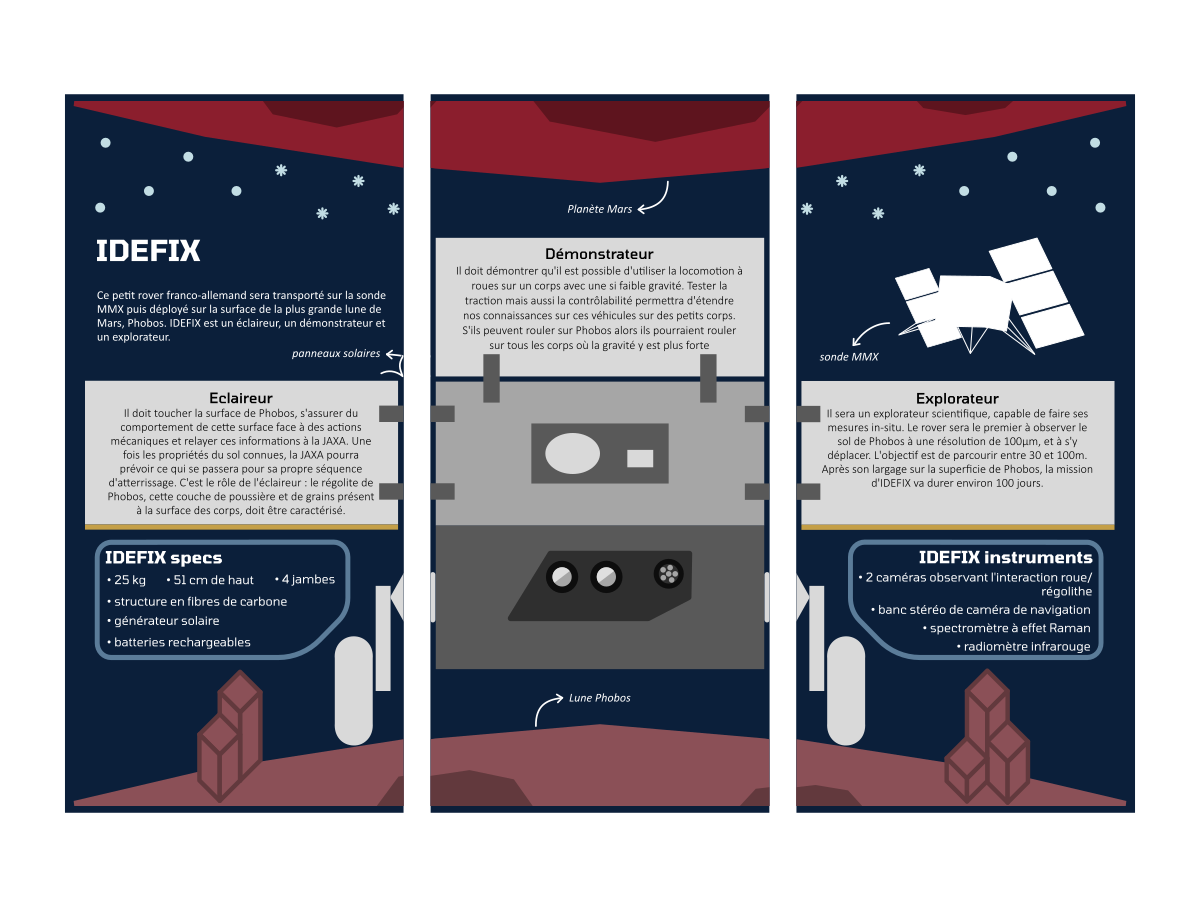 IDEFIX
Ce petit rover franco-allemand sera transporté sur la sonde
MMX puis déployé sur la surface de la plus grande lune de
Mars, Phobos. IDEFIX est un éclaireur, un démonstrateur et
un explorateur.
panneaux solaires
Eclaireur
Il doit toucher la surface de Phobos, s'assurer du
comportement de cette surface face à des actions
mécaniques et relayer ces informations à la JAXA. Une
fois les propriétés du sol connues, la JAXA pourra
prévoir ce qui se passera pour sa propre séquence
d'atterrissage. C'est le rôle de l'éclaireur : le régolite de
Phobos, cette couche de poussière et de grains présent
à la surface des corps, doit être caractérisé.
IDEFIX specs
• 25 kg • 51 cm de haut • 4 jambes
• structure en fibres de carbone
• générateur solaire
• batteries rechargeables
Planète Mars
Démonstrateur
Il doit démontrer qu'il est possible d'utiliser la locomotion à
roues sur un corps avec une si faible gravité. Tester la
traction mais aussi la contrôlabilité permettra d'étendre
nos connaissances sur ces véhicules sur des petits corps.
S'ils peuvent rouler sur Phobos alors ils pourraient rouler
sur tous les corps où la gravité y est plus forte
Lune Phobos
sonde MMX
Explorateur
Il sera un explorateur scientifique, capable de faire ses
mesures in-situ. Le rover sera le premier à observer le
sol de Phobos à une résolution de 100µm, et à s'y
déplacer. L'objectif est de parcourir entre 30 et 100m.
Après son largage sur la superficie de Phobos, la mission
d'IDEFIX va durer environ 100 jours.
IDEFIX instruments
• 2 caméras observant l'interaction roue/
régolithe
• banc stéréo de caméra de navigation
• spectromètre à effet Raman
• radiomètre infrarouge